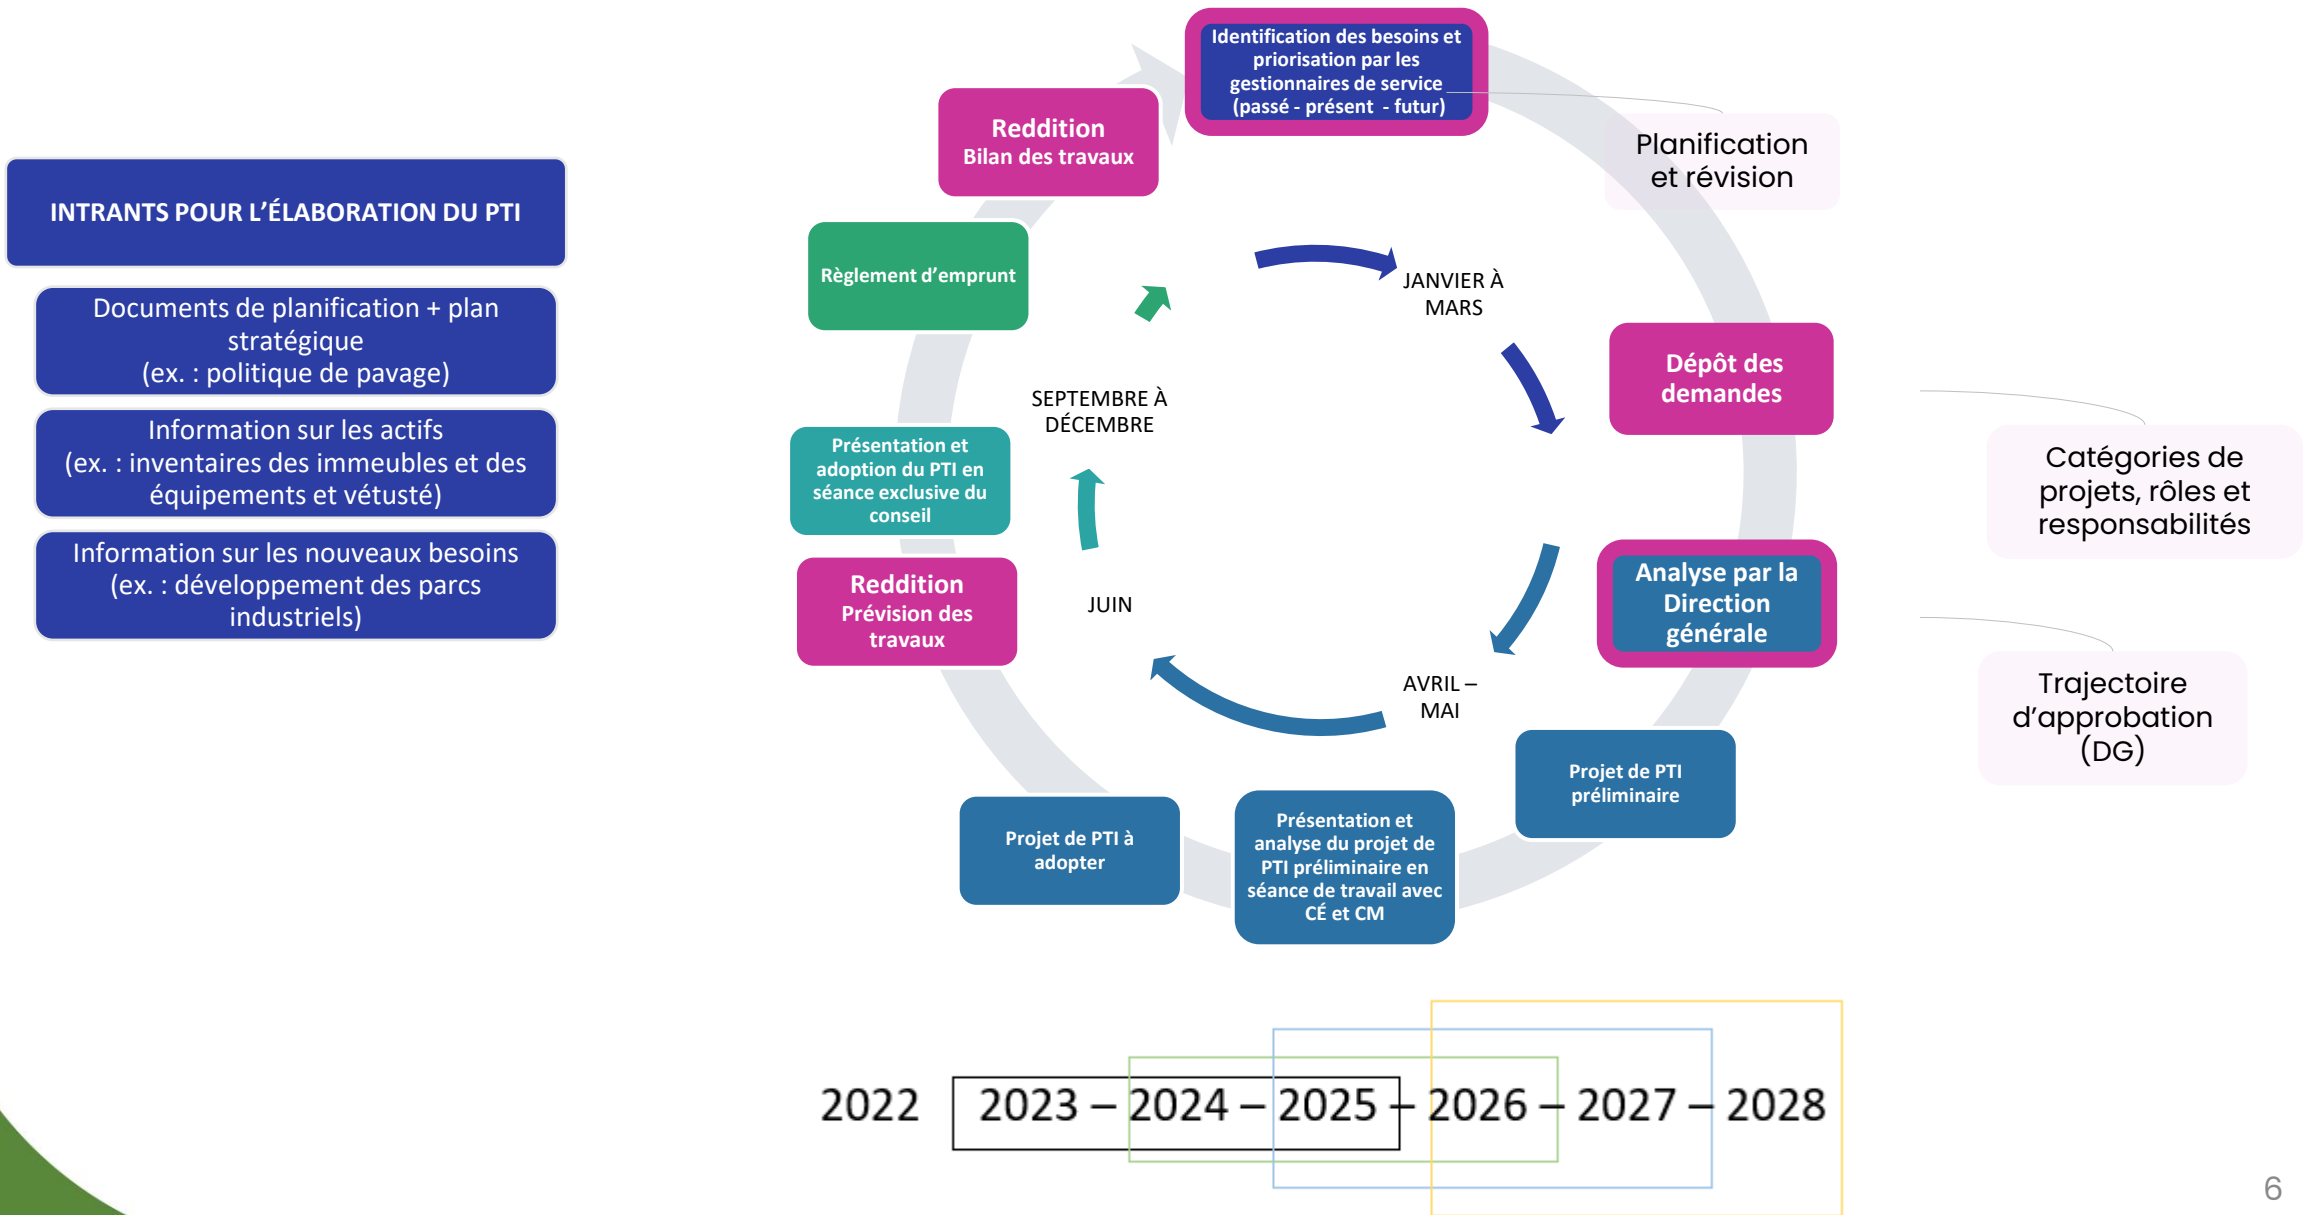 INTRANTS POUR L'ÉLABORATION DU PTI
Documents de planification + plan
stratégique
(ex. : politique de pavage)
Information sur les actifs
(ex. : inventaires des immeubles et des
équipements et vétusté)
Information sur les nouveaux besoins
(ex. : développement des parcs
industriels)
Identification des besoins et
priorisation par les
gestionnaires de service
(passé - présent - futur)
Planification
et révision
Dépôt des
demandes
Catégories de
projets, rôles et
responsabilités
Analyse par la
Direction
générale
Trajectoire
d'approbation
(DG)
Projet de PTI
préliminaire
Présentation et
analyse du projet de
PTI préliminaire en
séance de travail avec
CÉ et CM
Projet de PTI à
adopter
Reddition
Prévision des
travaux
Présentation et
adoption du PTI en
séance exclusive du
conseil
Règlement d'emprunt
Reddition
Bilan des travaux
JANVIER À
MARS
AVRIL –
MAI
JUIN
SEPTEMBRE À
DÉCEMBRE
2022 2023 – 2024 – 2025 – 2026 – 2027 – 2028
6